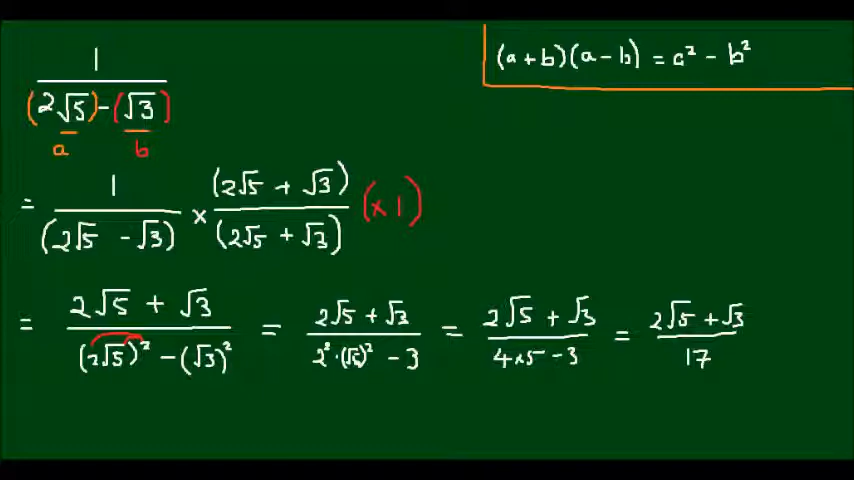 (a + b)(a - b) = a² - b²
1
(2√5) - (√3)
a b
= 1/(2√5 - √3) × (2√5 + √3)/(2√5 + √3) (× 1)
= (2√5 + √3)/((2√5)² - (√3)²) = (2√5 + √3)/(2² · (√5)² - 3) = (2√5 + √3)/(4×5 - 3) = (2√5 + √3)/17